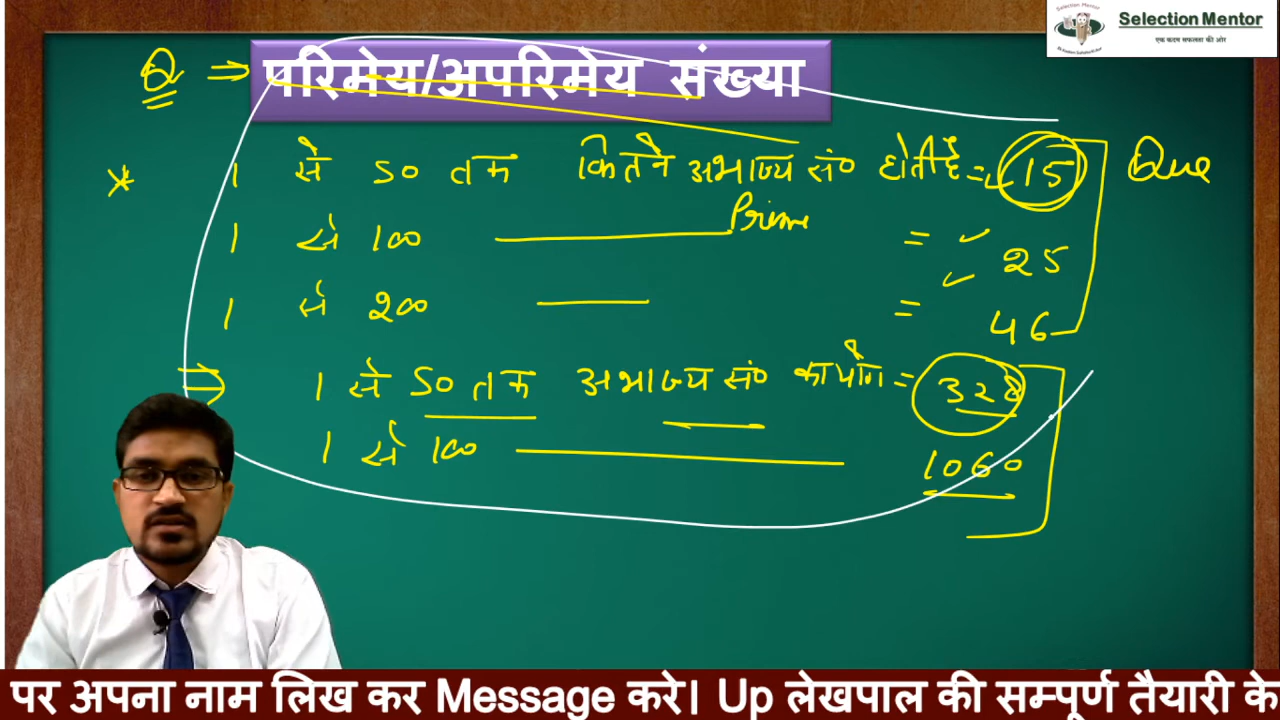 Selection Mentor
एक कदम सफलता की ओर
Q ⇒ परिमेय/अपरिमेय संख्या
* 1 से 50 तक कितने अभाज्य सं० होती है = 15 Que
Prime
1 से 100 = 25
1 से 200 = 46
⇒ 1 से 50 तक अभाज्य सं० का योग = 328
1 से 100 1060
पर अपना नाम लिख कर Message करे। Up लेखपाल की सम्पूर्ण तैयारी के